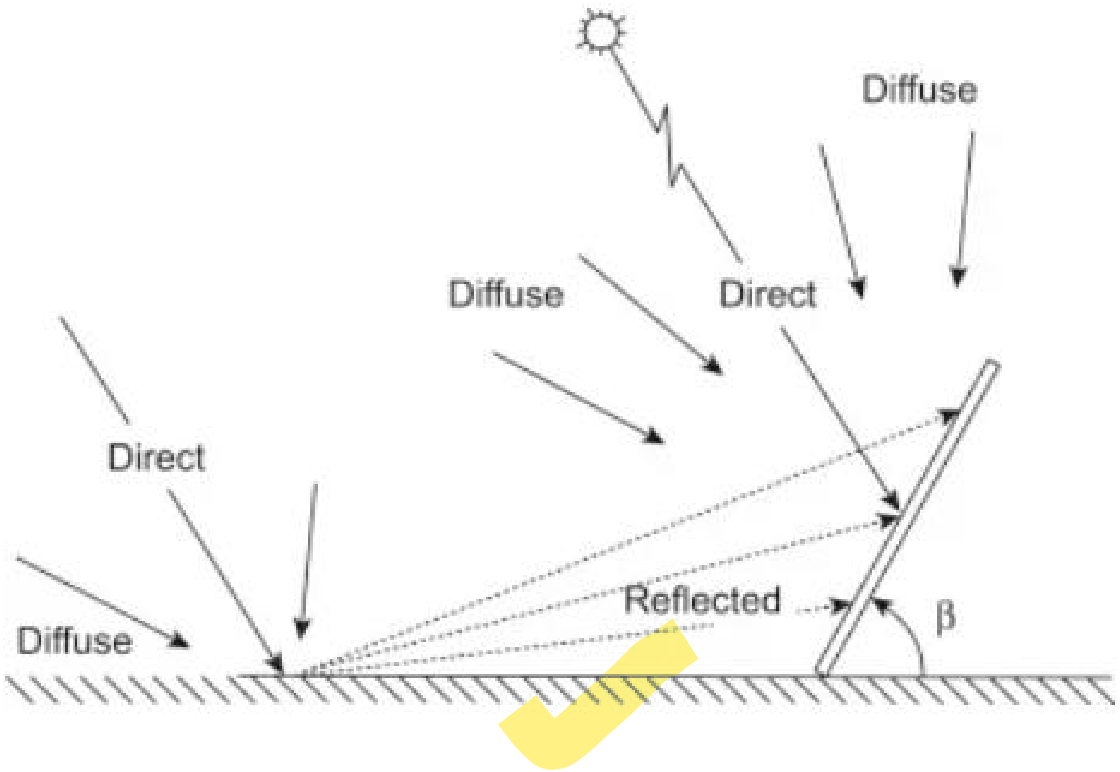 Diffuse
Diffuse
Direct
Direct
Reflected
β
Diffuse